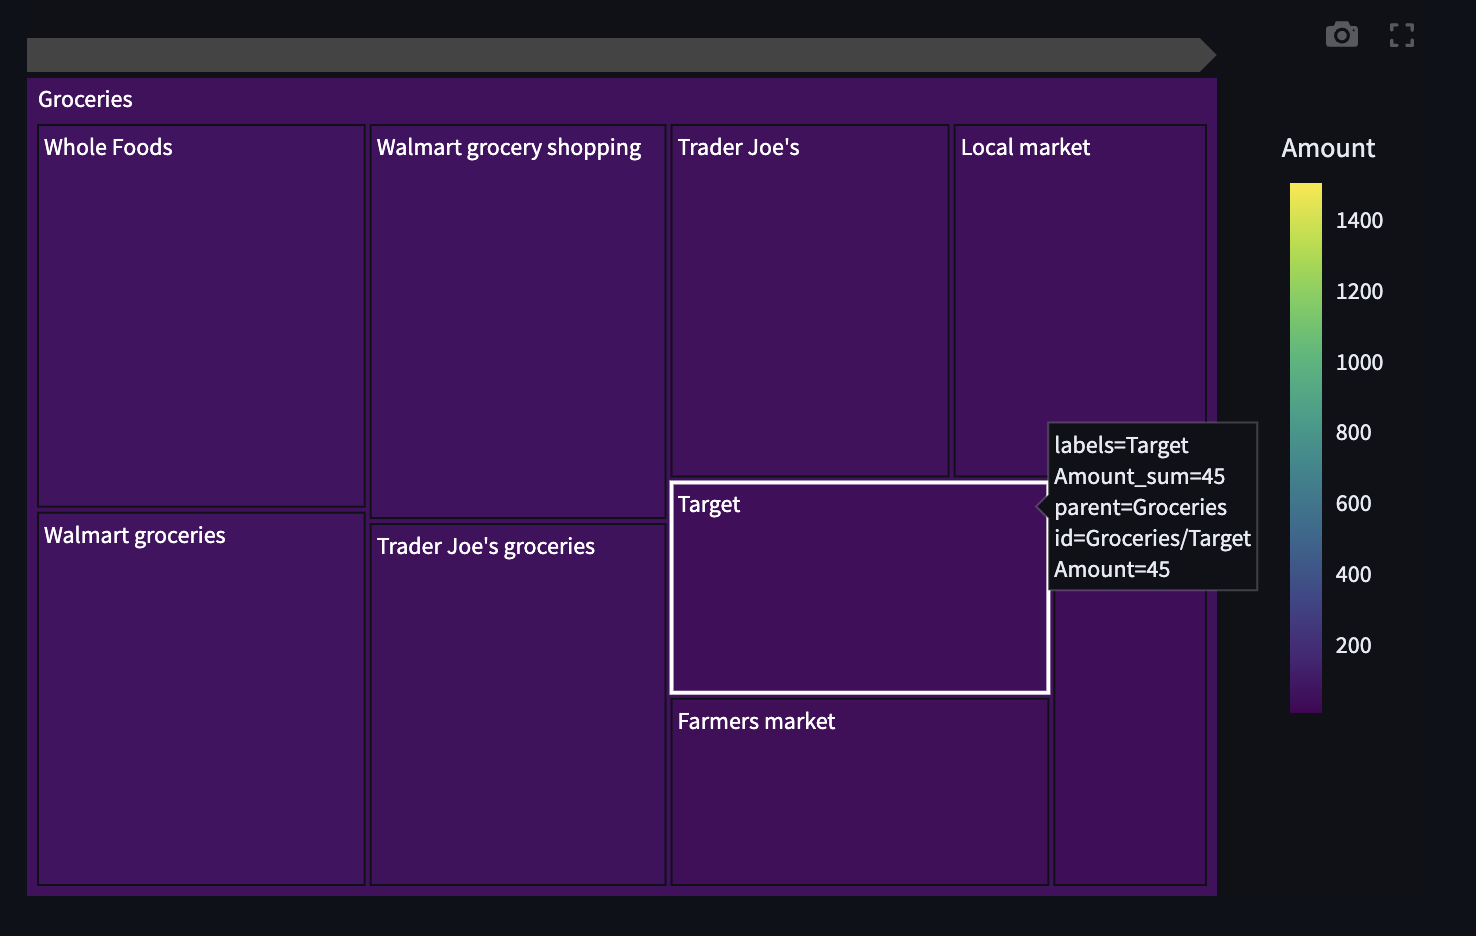 Groceries
Whole Foods
Walmart grocery shopping
Trader Joe's
Local market
Walmart groceries
Trader Joe's groceries
Target
Farmers market
labels=Target
Amount_sum=45
parent=Groceries
id=Groceries/Target
Amount=45
Amount
1400
1200
1000
800
600
400
200